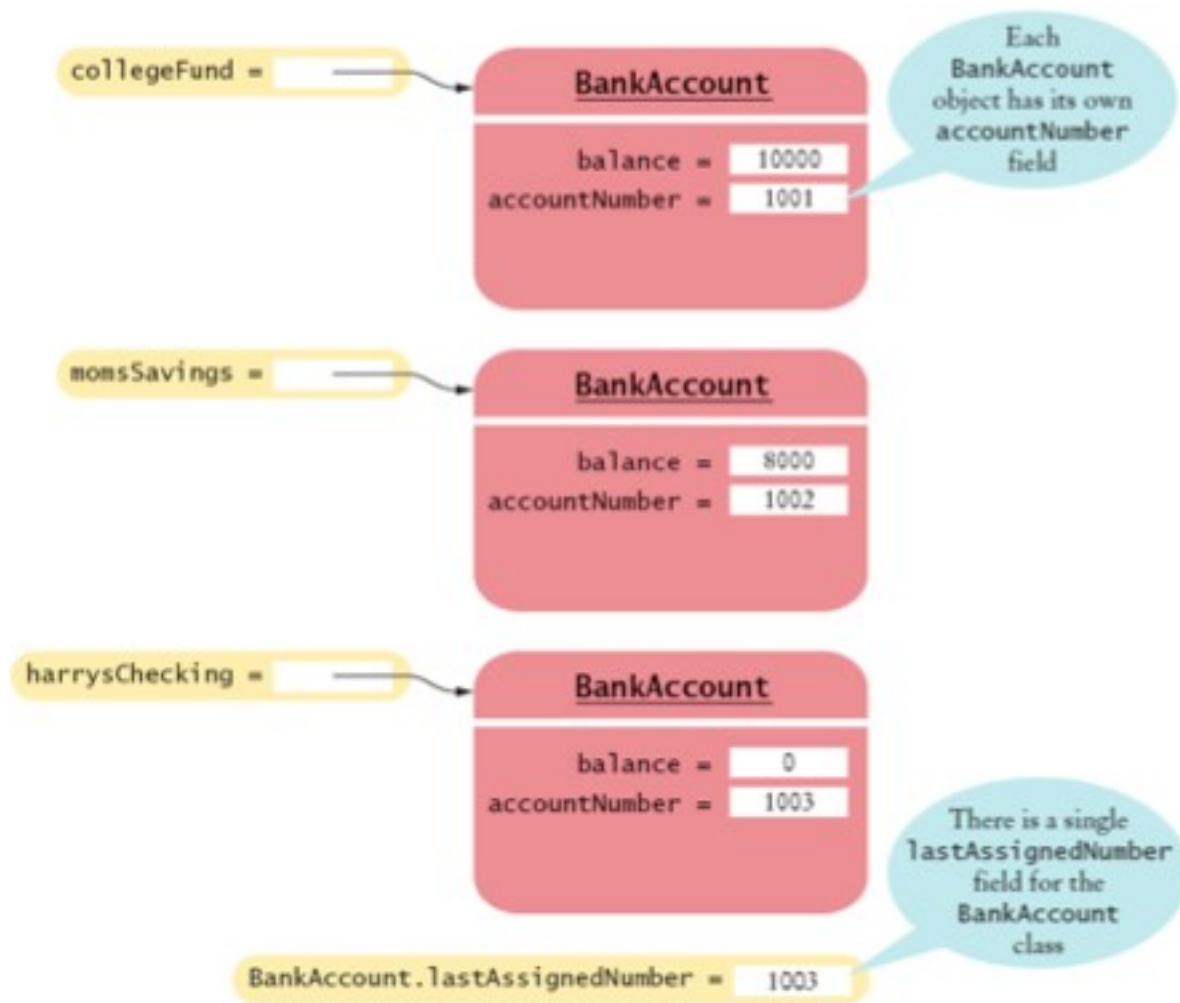 collegeFund =
BankAccount
balance = 10000
accountNumber = 1001
Each
BankAccount
object has its own
accountNumber
field
momsSavings =
BankAccount
balance = 8000
accountNumber = 1002
harrysChecking =
BankAccount
balance = 0
accountNumber = 1003
There is a single
lastAssignedNumber
field for the
BankAccount
class
BankAccount.lastAssignedNumber = 1003